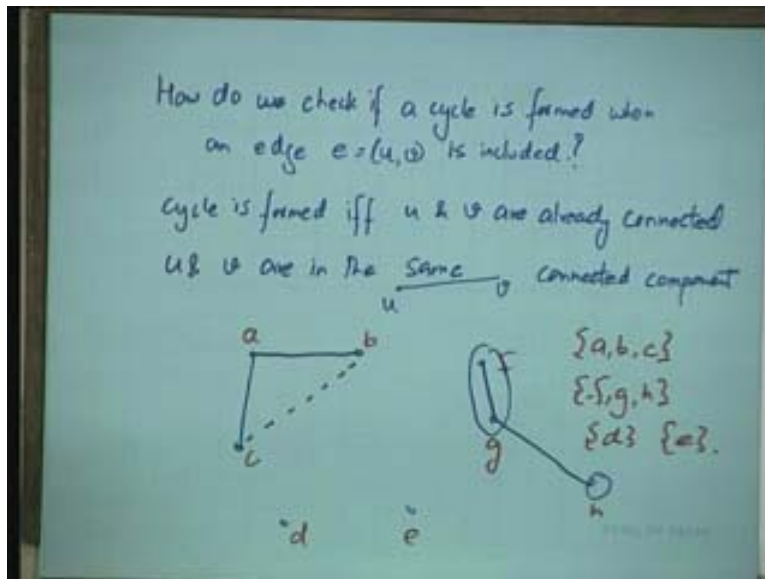 How do we check if a cycle is formed when
an edge e=(u,v) is included?
cycle is formed iff u & v are already connected
u & v are in the same connected component
u v
a b f {a,b,c}
{f,g,h}
c g {d} {e}.
h
d e